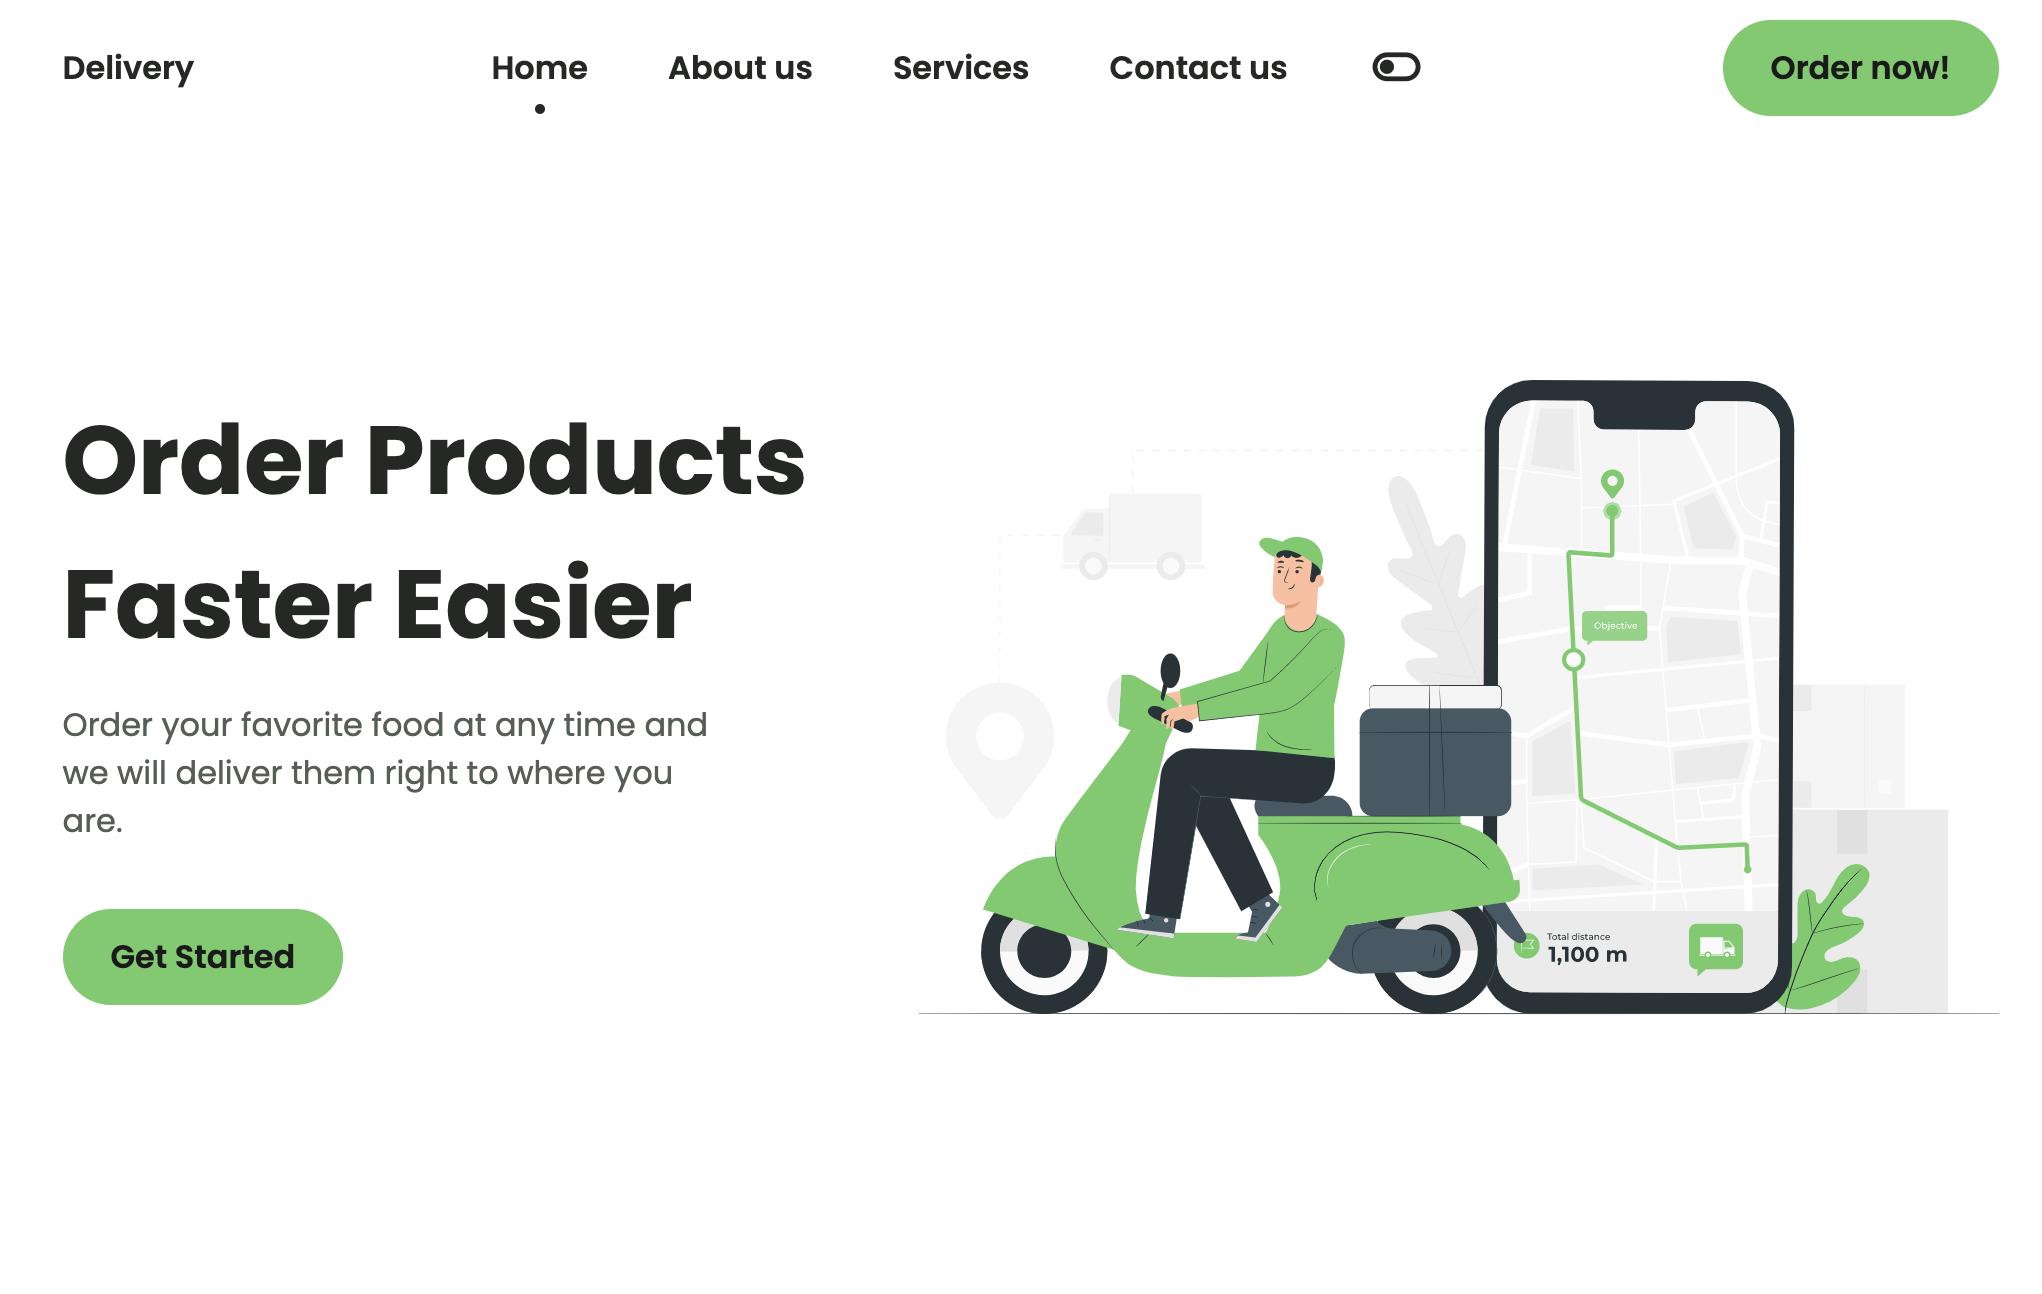 Delivery
Home
About us
Services
Contact us
Order now!
Order Products
Faster Easier
Order your favorite food at any time and
we will deliver them right to where you
are.
Get Started
Objective
Total distance
1,100 m